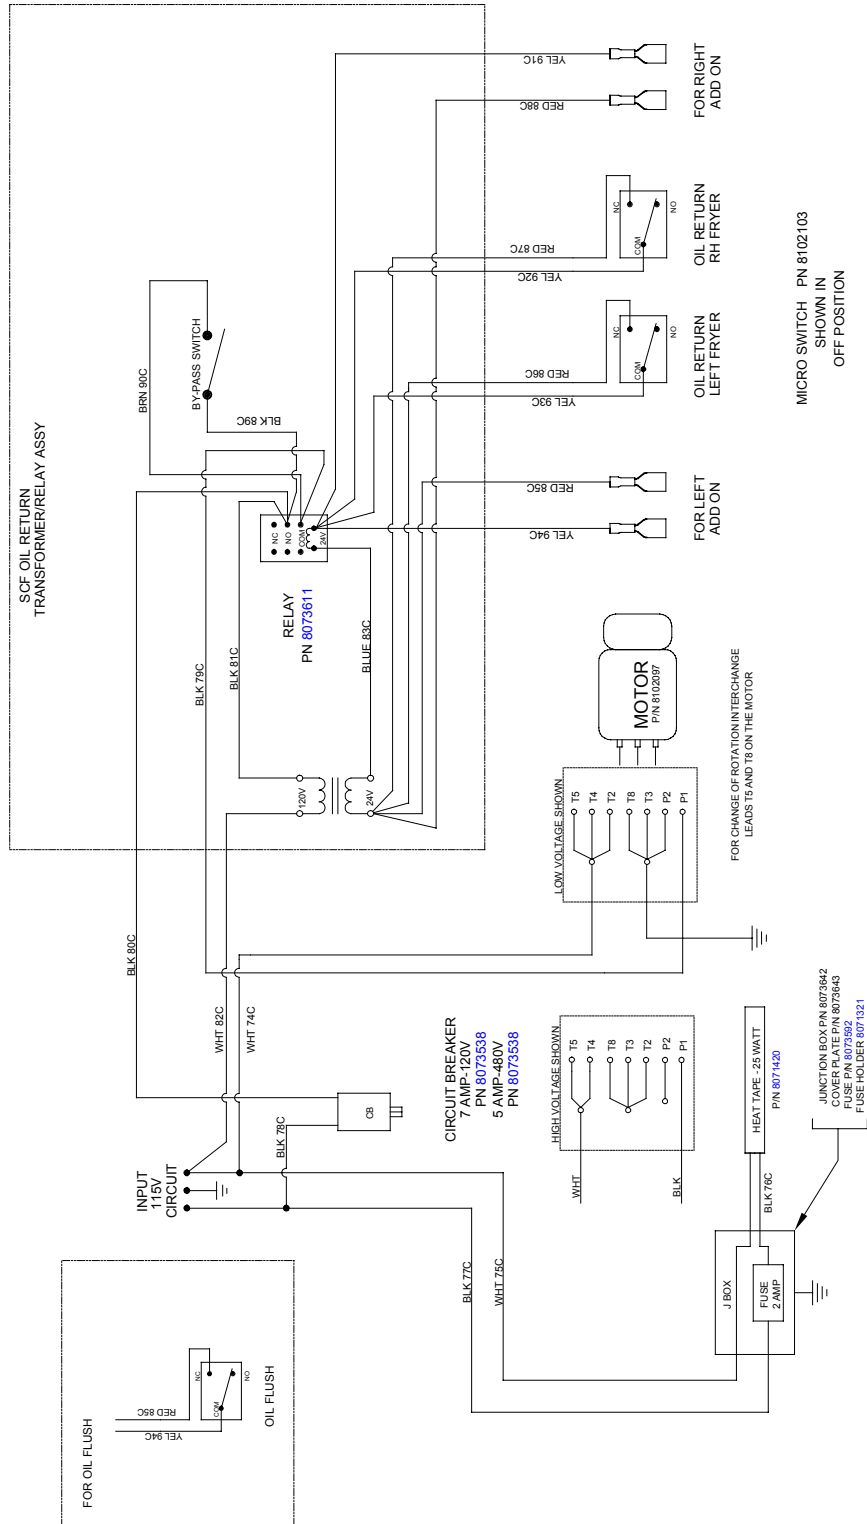 SCF OIL RETURN
TRANSFORMER/RELAY ASSY
BRN 90C
BY-PASS SWITCH
BLK 89C
NC
NO
COM
24V
RELAY
PN 8073611
BLK 79C
BLK 81C
BLUE 83C
120V
24V
YEL 91C
RED 88C
FOR RIGHT
ADD ON
RED 87C
YEL 92C
NC
COM
NO
OIL RETURN
RH FRYER
RED 86C
YEL 93C
NC
COM
NO
OIL RETURN
LEFT FRYER
RED 85C
YEL 94C
FOR LEFT
ADD ON
MICRO SWITCH PN 8102103
SHOWN IN
OFF POSITION
MOTOR
P/N 8102097
LOW VOLTAGE SHOWN
T5
T4
T2
T8
T3
P2
P1
FOR CHANGE OF ROTATION INTERCHANGE
LEADS T5 AND T8 ON THE MOTOR
BLK 80C
WHT 82C
WHT 74C
BLK 78C
CB
CIRCUIT BREAKER
7 AMP-120V
PN 8073538
5 AMP-480V
PN 8073538
INPUT
115V
CIRCUIT
HIGH VOLTAGE SHOWN
T5
T4
T8
T3
T2
P2
P1
WHT
BLK
BLK 77C
WHT 75C
HEAT TAPE - 25 WATT
P/N 8071420
BLK 76C
J BOX
FUSE
2 AMP
JUNCTION BOX P/N 8073642
COVER PLATE P/N 8073643
FUSE P/N 8073592
FUSE HOLDER 8071321
FOR OIL FLUSH
RED 85C
YEL 94C
NC
COM
NO
OIL FLUSH